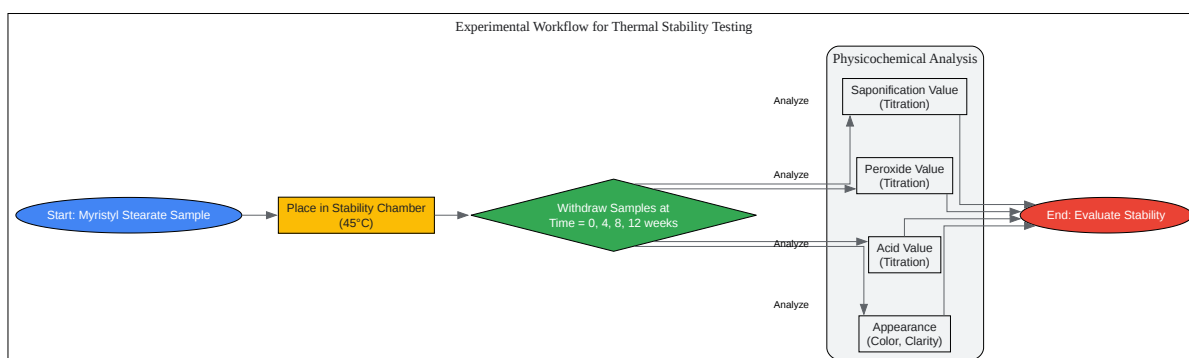 Experimental Workflow for Thermal Stability Testing
Start: Myristyl Stearate Sample
Place in Stability Chamber
(45°C)
Withdraw Samples at
Time = 0, 4, 8, 12 weeks
Analyze
Analyze
Analyze
Analyze
Physicochemical Analysis
Saponification Value
(Titration)
Peroxide Value
(Titration)
Acid Value
(Titration)
Appearance
(Color, Clarity)
End: Evaluate Stability